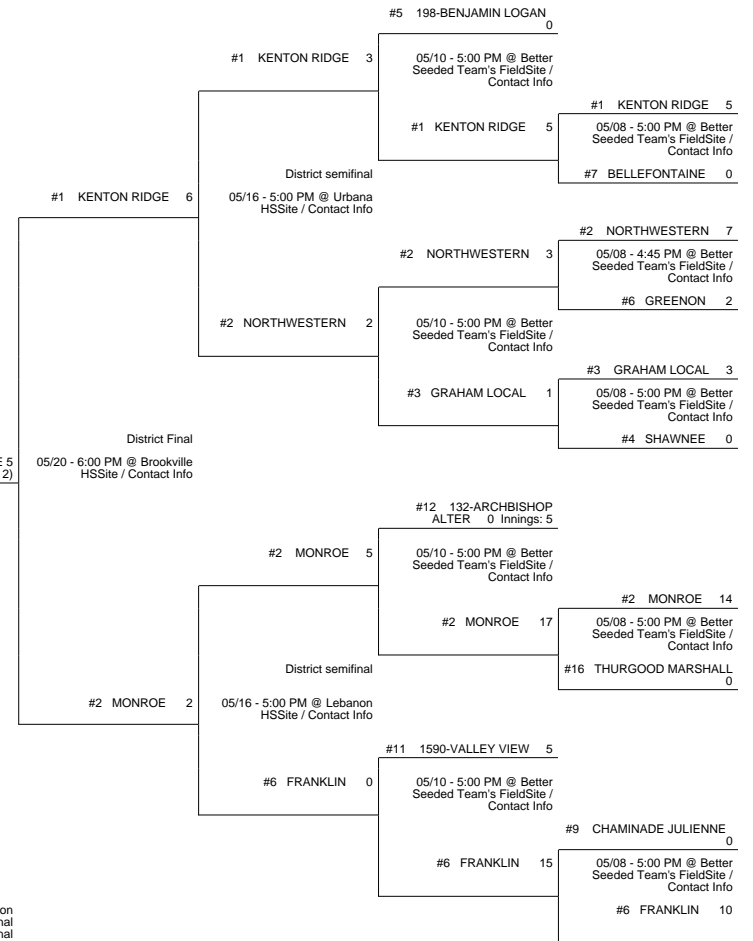 #5 198-BENJAMIN LOGAN
0
#1 KENTON RIDGE 3
05/10 - 5:00 PM @ Better
Seeded Team's FieldSite /
Contact Info
#1 KENTON RIDGE 5
#1 KENTON RIDGE 5
05/08 - 5:00 PM @ Better
Seeded Team's FieldSite /
Contact Info
#7 BELLEFONTAINE 0
District semifinal
#1 KENTON RIDGE 6
05/16 - 5:00 PM @ Urbana
HSSite / Contact Info
#2 NORTHWESTERN 7
#2 NORTHWESTERN 3
05/08 - 4:45 PM @ Better
Seeded Team's FieldSite /
Contact Info
#6 GREENON 2
#2 NORTHWESTERN 2
05/10 - 5:00 PM @ Better
Seeded Team's FieldSite /
Contact Info
#3 GRAHAM LOCAL 3
#3 GRAHAM LOCAL 1
05/08 - 5:00 PM @ Better
Seeded Team's FieldSite /
Contact Info
#4 SHAWNEE 0
District Final
E 5
2)
05/20 - 6:00 PM @ Brookville
HSSite / Contact Info
#12 132-ARCHBISHOP
ALTER 0 Innings: 5
#2 MONROE 5
05/10 - 5:00 PM @ Better
Seeded Team's FieldSite /
Contact Info
#2 MONROE 14
#2 MONROE 17
05/08 - 5:00 PM @ Better
Seeded Team's FieldSite /
Contact Info
#16 THURGOOD MARSHALL
0
District semifinal
#2 MONROE 2
05/16 - 5:00 PM @ Lebanon
HSSite / Contact Info
#11 1590-VALLEY VIEW 5
#6 FRANKLIN 0
05/10 - 5:00 PM @ Better
Seeded Team's FieldSite /
Contact Info
#9 CHAMINADE JULIENNE
0
#6 FRANKLIN 15
05/08 - 5:00 PM @ Better
Seeded Team's FieldSite /
Contact Info
#6 FRANKLIN 10
on
nal
nal